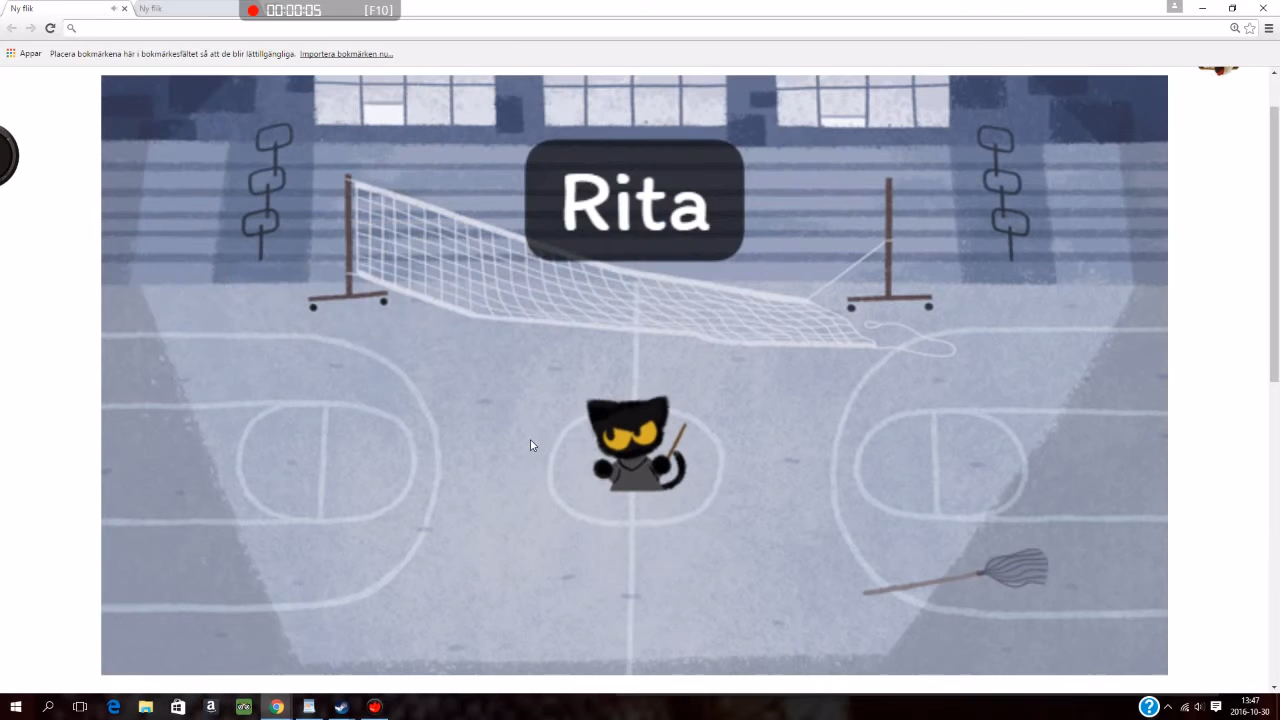 Ny flik
Ny flik
00:00:05 [F10]
Appar
Placera bokmärkena här i bokmärkesfältet så att de blir lättillgängliga. Importera bokmärken nu...
Rita
13:47
2016-10-30